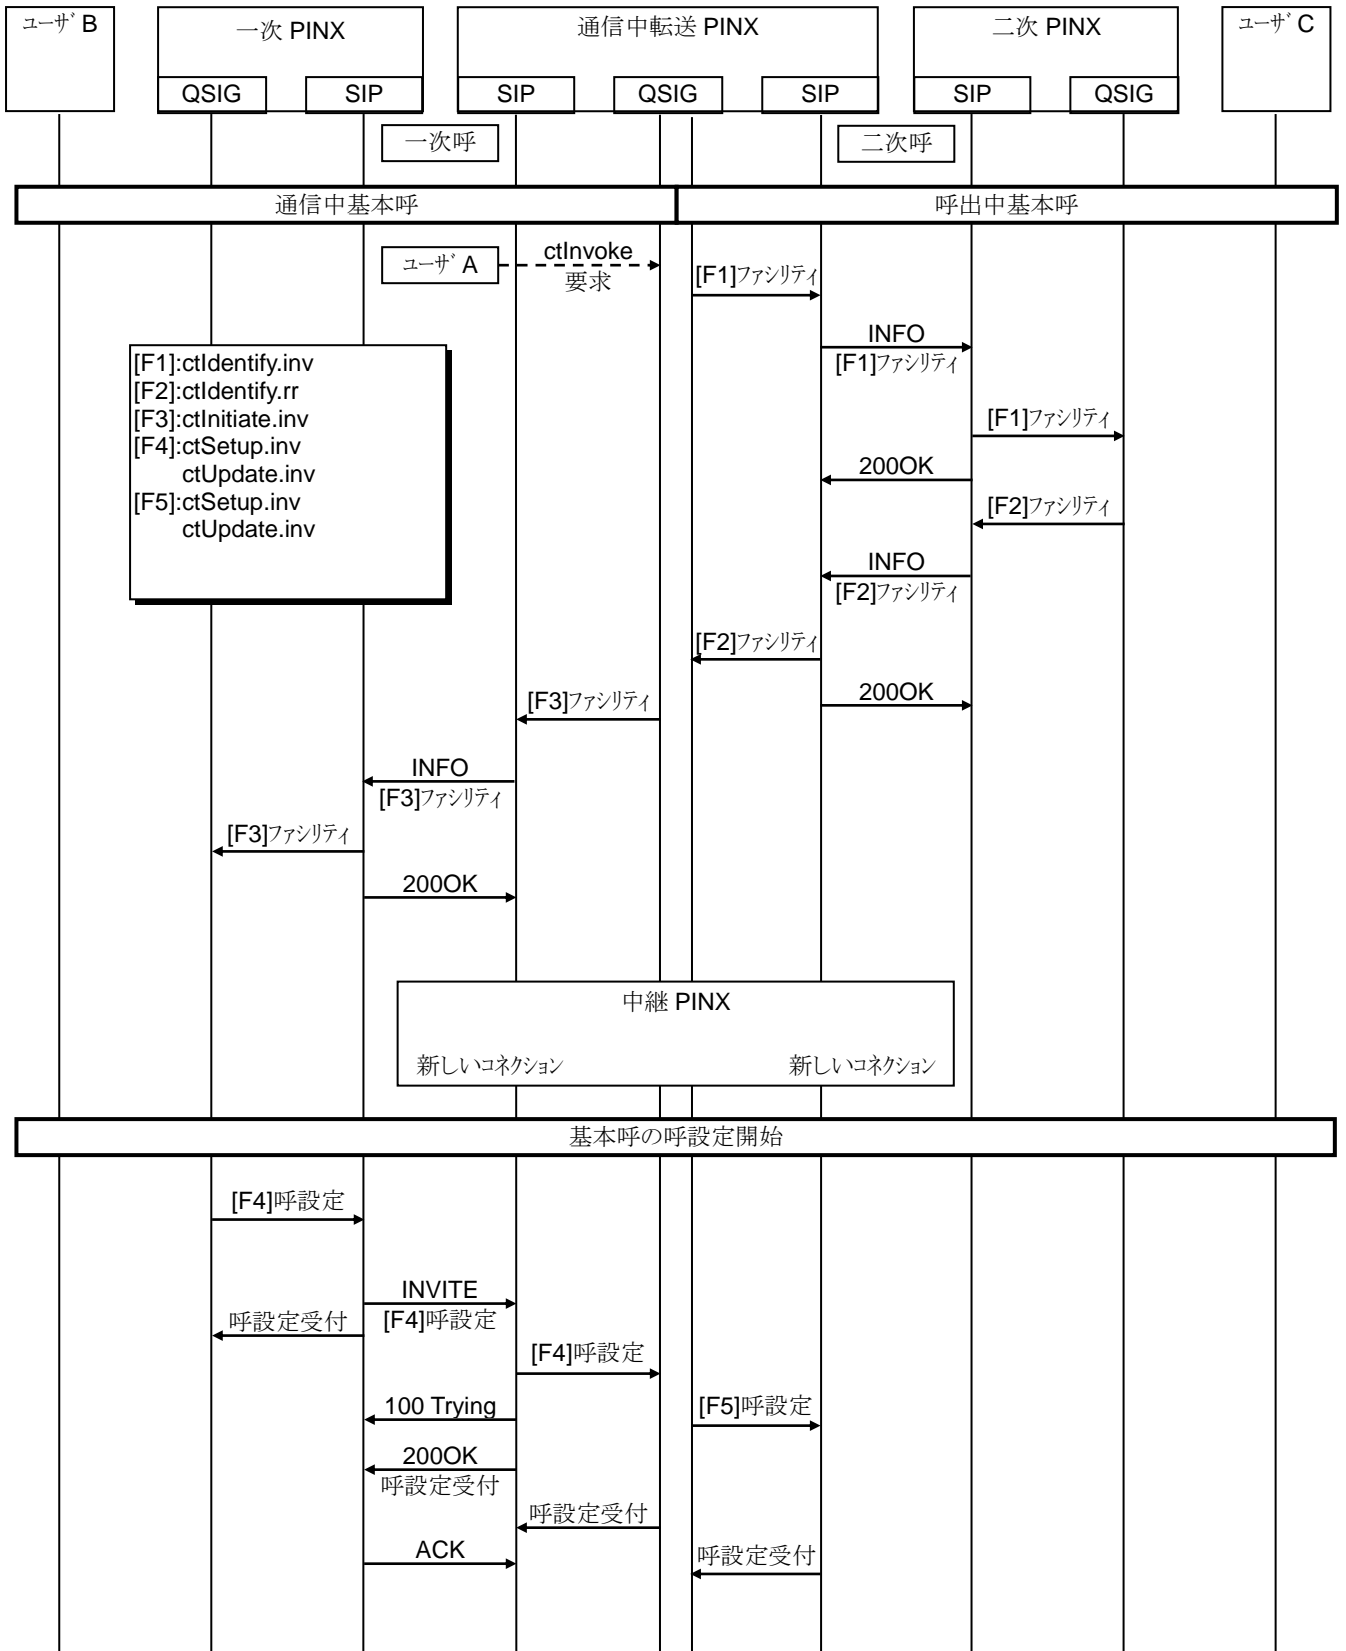 ﾕｰｻﾞB
一次 PINX
通信中転送 PINX
二次 PINX
ﾕｰｻﾞC
QSIG
SIP
SIP
QSIG
SIP
SIP
QSIG
一次呼
二次呼
通信中基本呼
呼出中基本呼
ﾕｰｻﾞA
ctInvoke
要求
[F1]ﾌｧｼﾘﾃｨ
INFO
[F1]ﾌｧｼﾘﾃｨ
[F1]:ctIdentify.inv
[F2]:ctIdentify.rr
[F3]:ctInitiate.inv
[F4]:ctSetup.inv
ctUpdate.inv
[F5]:ctSetup.inv
ctUpdate.inv
[F1]ﾌｧｼﾘﾃｨ
200OK
[F2]ﾌｧｼﾘﾃｨ
INFO
[F2]ﾌｧｼﾘﾃｨ
[F2]ﾌｧｼﾘﾃｨ
200OK
[F3]ﾌｧｼﾘﾃｨ
INFO
[F3]ﾌｧｼﾘﾃｨ
[F3]ﾌｧｼﾘﾃｨ
200OK
中継 PINX
新しいｺﾈｸｼｮﾝ
新しいｺﾈｸｼｮﾝ
基本呼の呼設定開始
[F4]呼設定
INVITE
[F4]呼設定
呼設定受付
[F4]呼設定
100 Trying
[F5]呼設定
200OK
呼設定受付
呼設定受付
ACK
呼設定受付